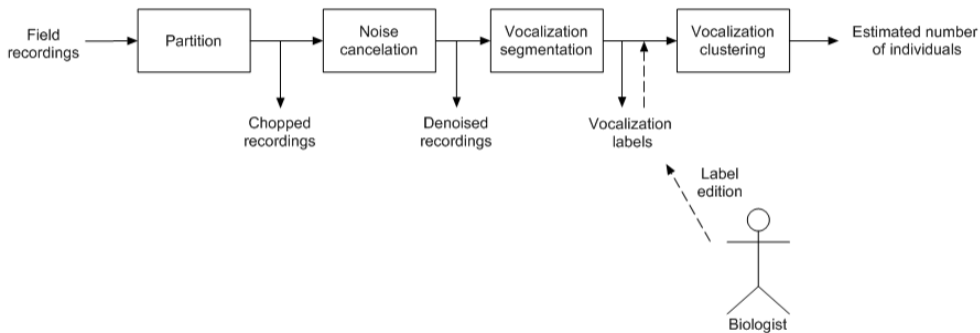 Field
recordings
Partition
Noise
cancelation
Vocalization
segmentation
Vocalization
clustering
Estimated number
of individuals
Chopped
recordings
Denoised
recordings
Vocalization
labels
Label
edition
Biologist